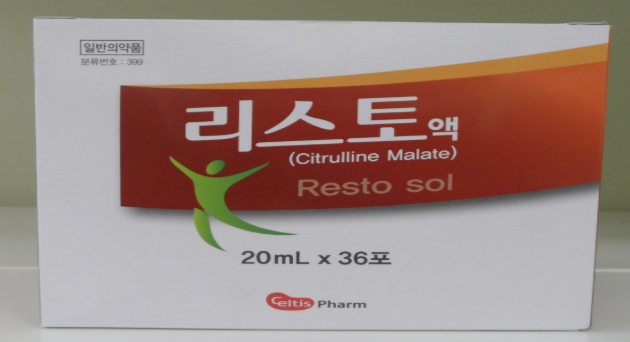 일반의약품
분류번호 : 399
리스토액
(Citrulline Malate)
Resto sol
20mL x 36포
Celtis Pharm